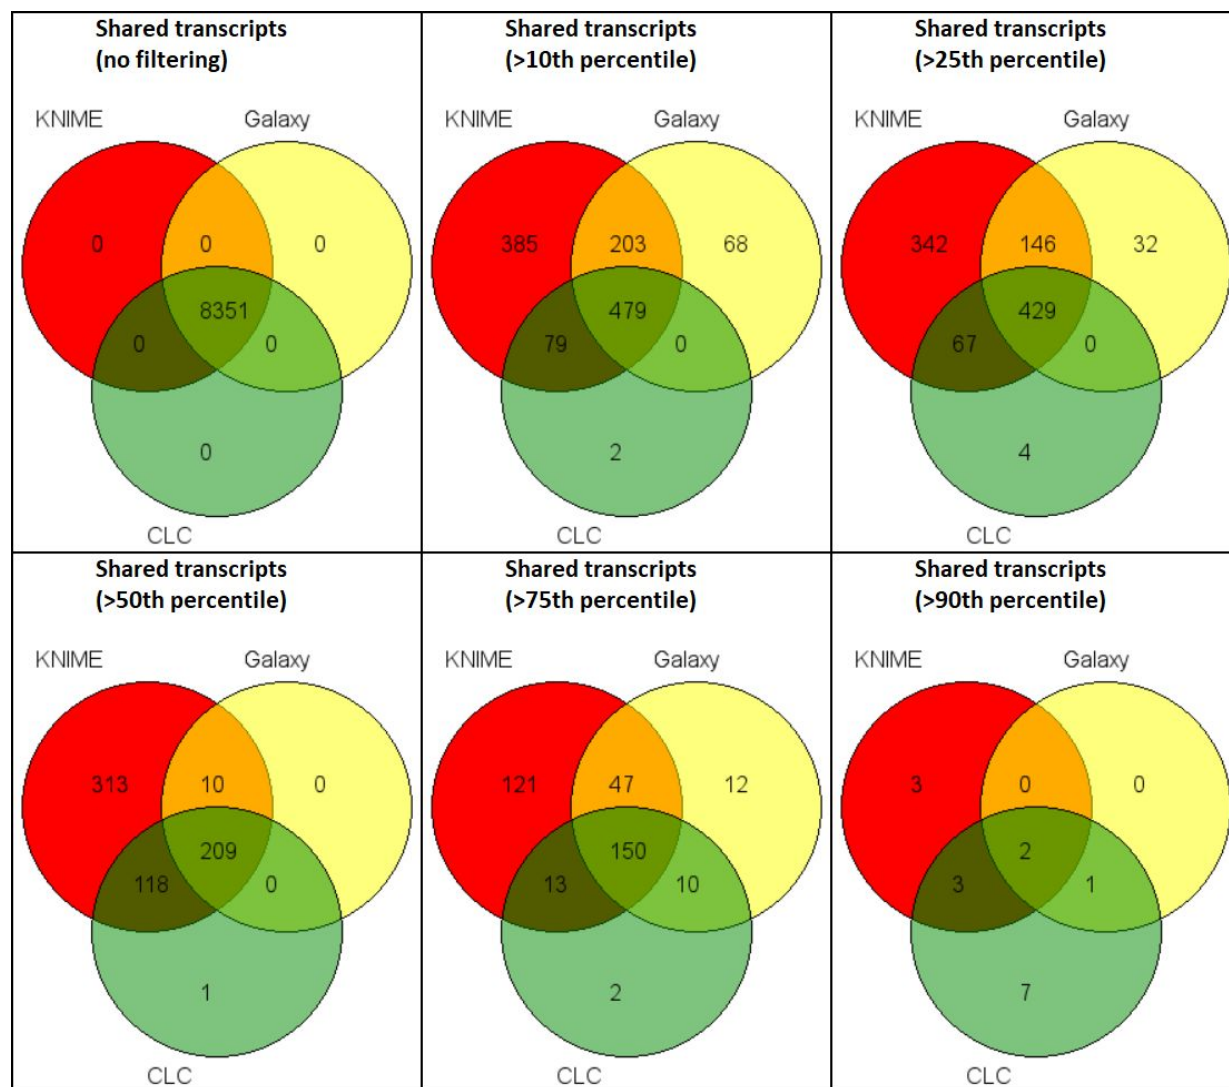 Shared transcripts
(no filtering)
KNIME Galaxy
0 0 0
8351
0 0
0
CLC
Shared transcripts
(>10th percentile)
KNIME Galaxy
385 203 68
479
79 0
2
CLC
Shared transcripts
(>25th percentile)
KNIME Galaxy
342 146 32
429
67 0
4
CLC
Shared transcripts
(>50th percentile)
KNIME Galaxy
313 10 0
209
118 0
1
CLC
Shared transcripts
(>75th percentile)
KNIME Galaxy
121 47 12
150
13 10
2
CLC
Shared transcripts
(>90th percentile)
KNIME Galaxy
3 0 0
2
3 1
7
CLC